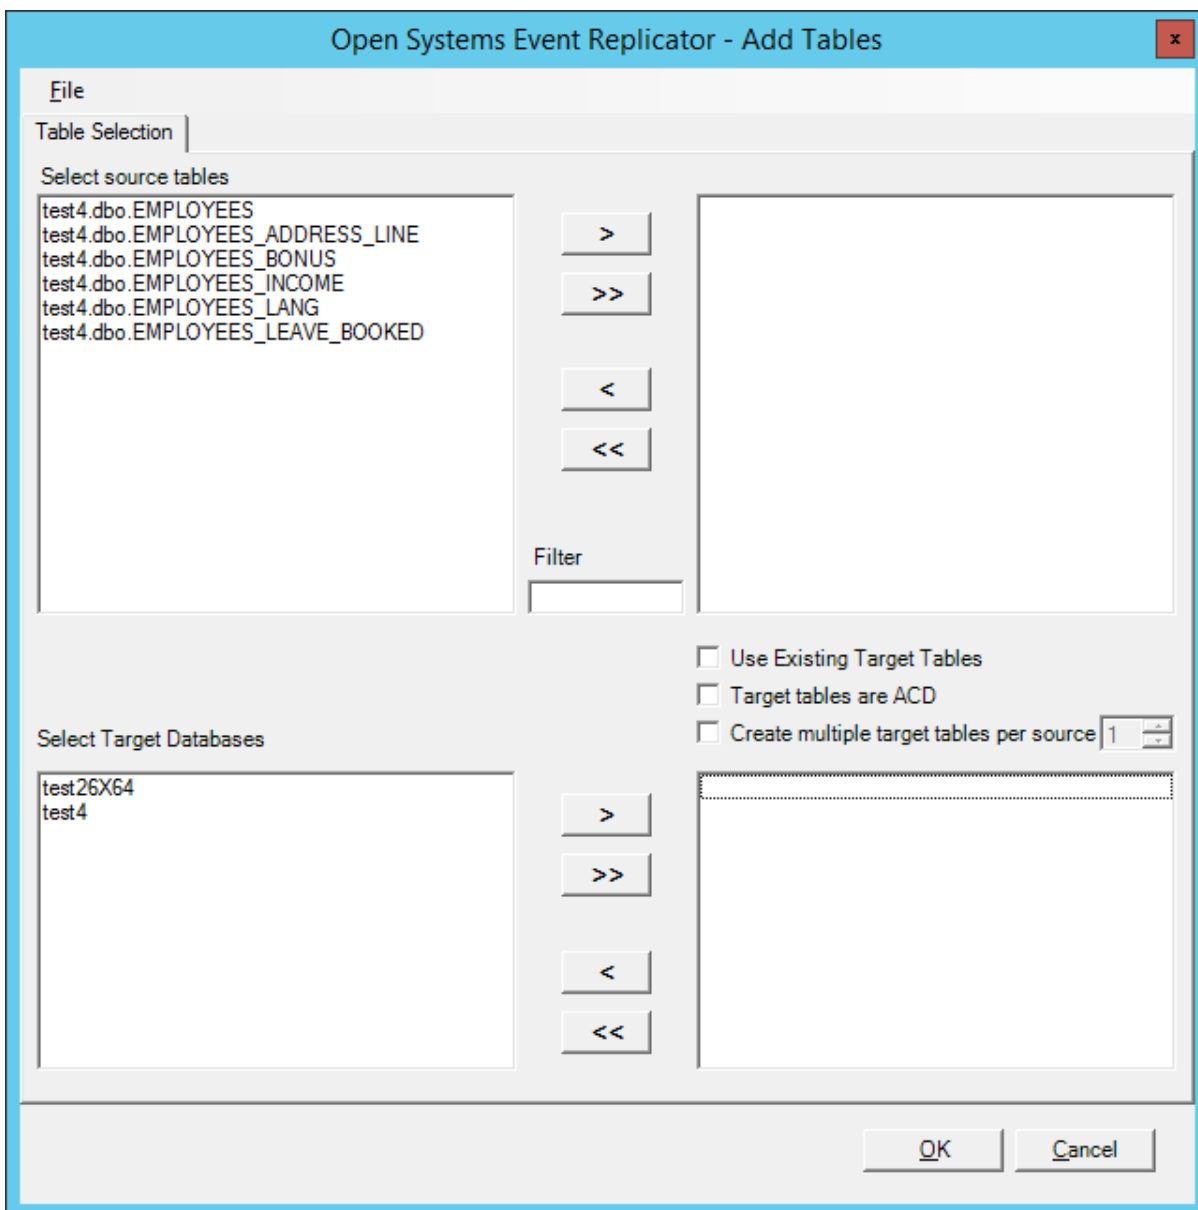 Open Systems Event Replicator - Add Tables
x
File
Table Selection
Select source tables
test4.dbo.EMPLOYEES
test4.dbo.EMPLOYEES_ADDRESS_LINE
test4.dbo.EMPLOYEES_BONUS
test4.dbo.EMPLOYEES_INCOME
test4.dbo.EMPLOYEES_LANG
test4.dbo.EMPLOYEES_LEAVE_BOOKED
>
>>
<
<<
Filter
Use Existing Target Tables
Target tables are ACD
Create multiple target tables per source 1
Select Target Databases
test26X64
test4
>
>>
<
<<
OK Cancel